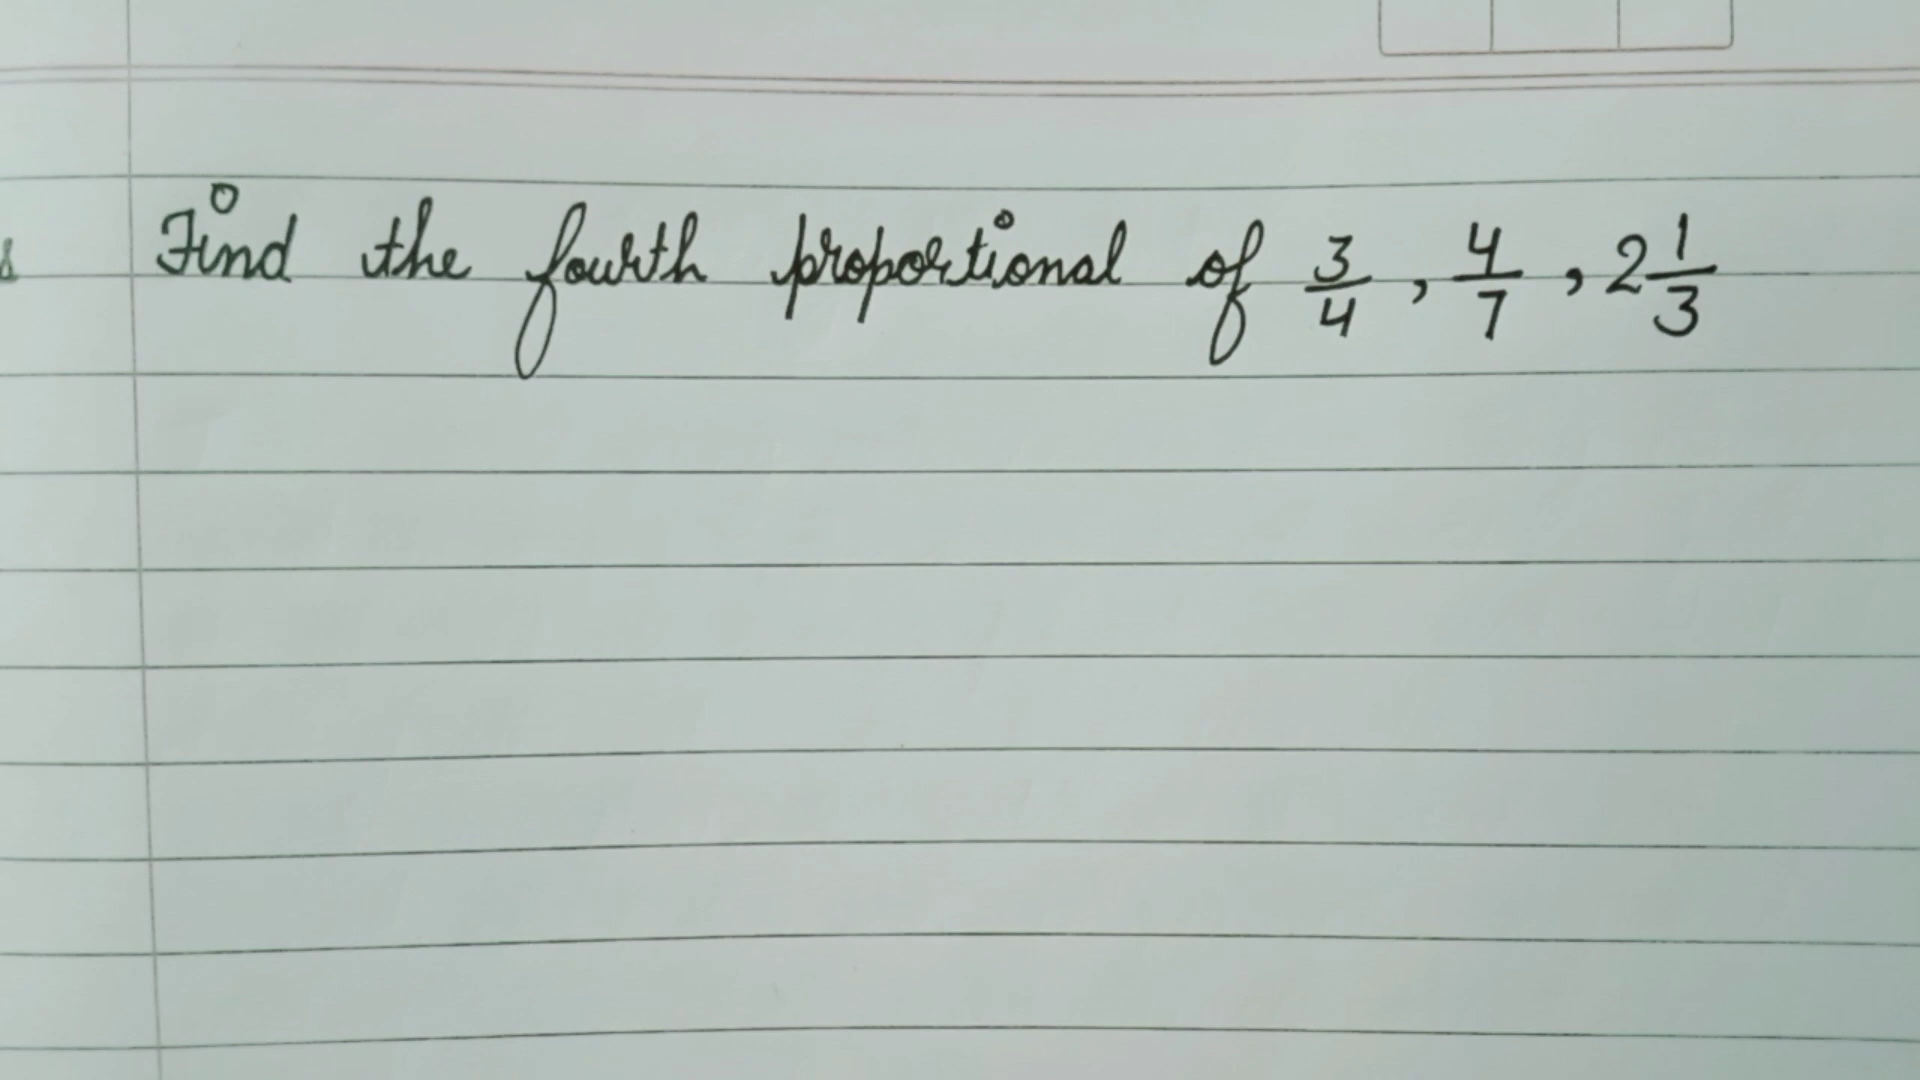 Find the fourth proportional of 3/4, 4/7, 2 1/3